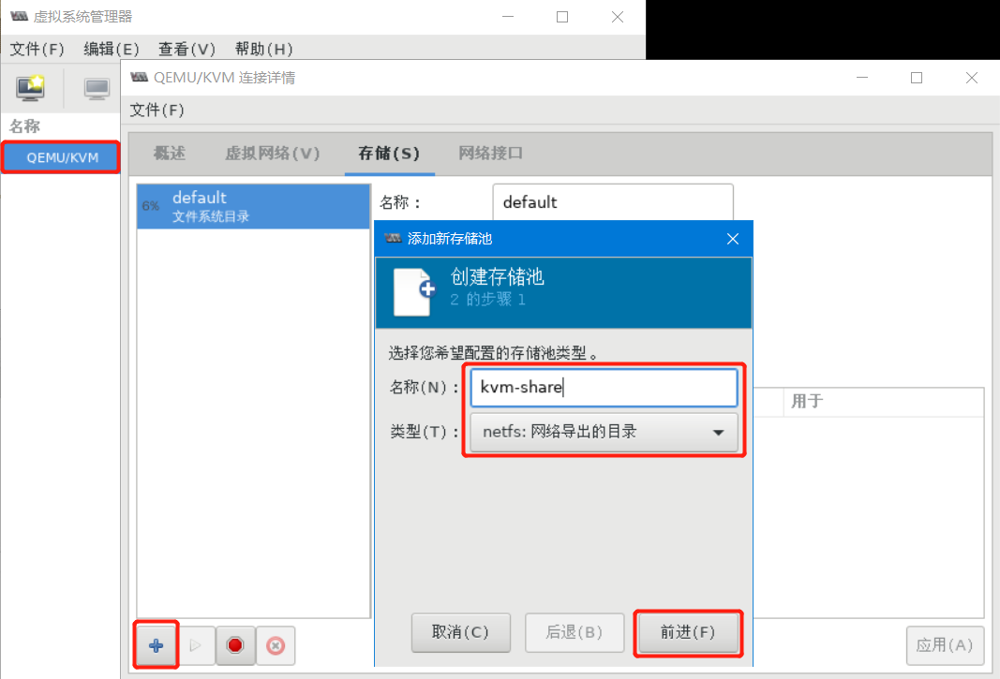 虚拟系统管理器
文件(F) 编辑(E) 查看(V) 帮助(H)
名称
QEMU/KVM
QEMU/KVM 连接详情
文件(F)
概述 虚拟网络(V) 存储(S) 网络接口
6% default
文件系统目录
名称： default
添加新存储池
创建存储池
2 的步骤 1
选择您希望配置的存储池类型。
名称(N)： kvm-share
类型(T)： netfs: 网络导出的目录
用于
取消(C) 后退(B) 前进(F)
应用(A)